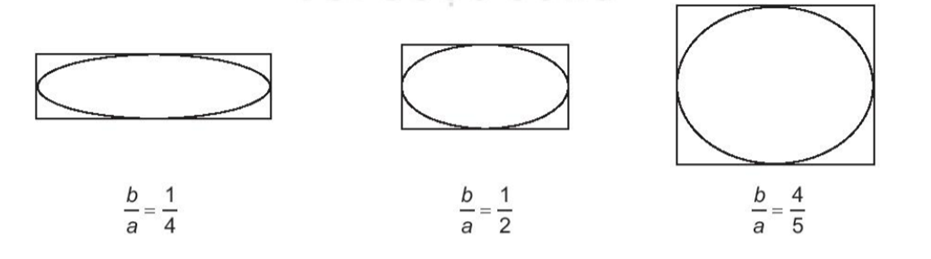 b/a = 1/4
b/a = 1/2
b/a = 4/5